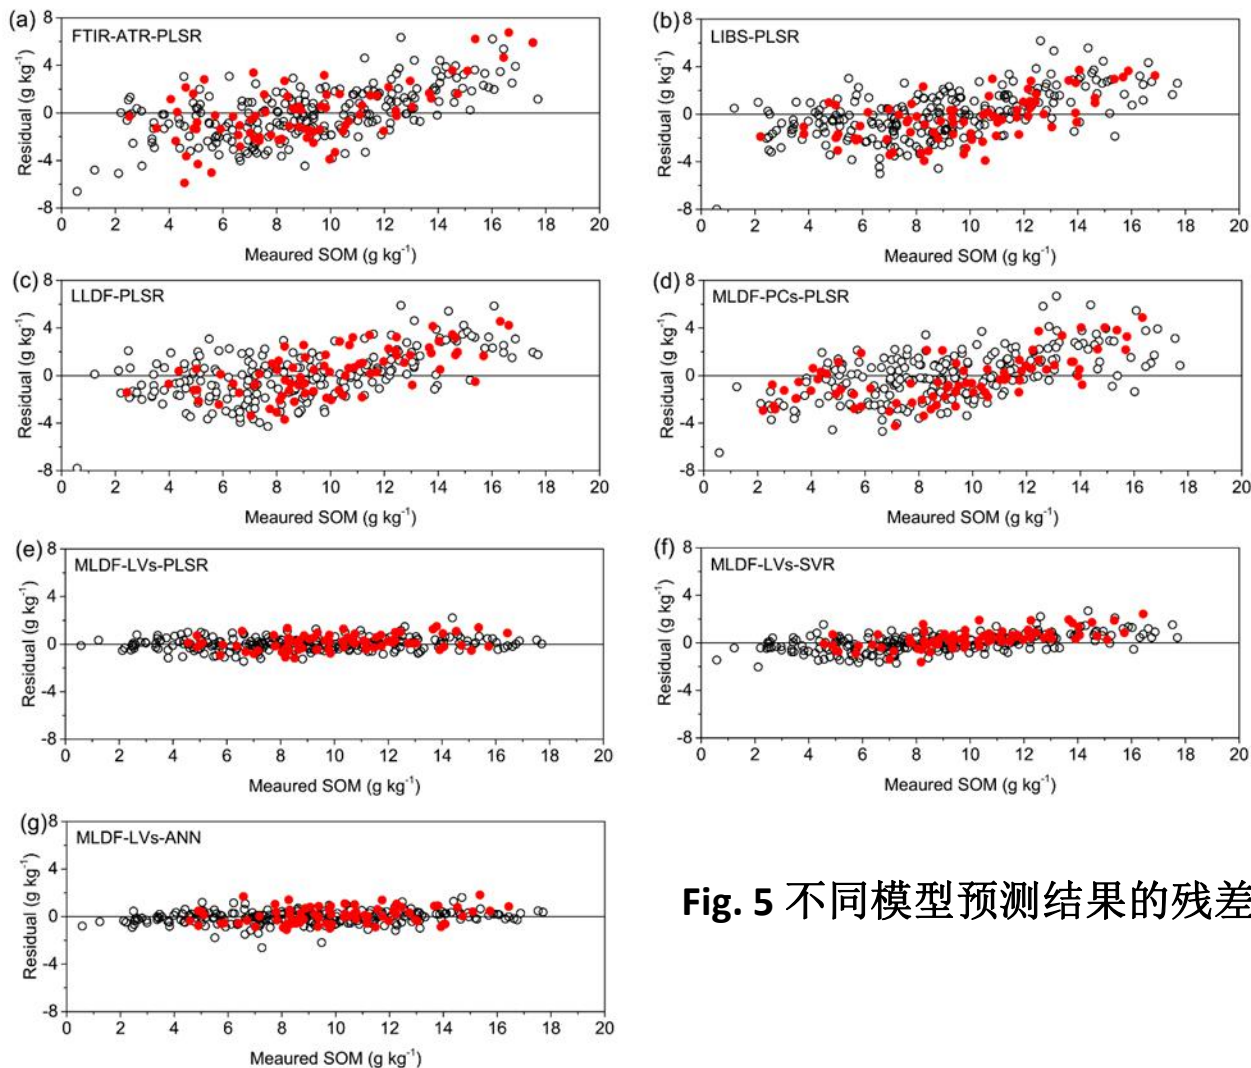 (a)
FTIR-ATR-PLSR
8
4
0
-4
-8
Residual (g kg⁻¹)
0 2 4 6 8 10 12 14 16 18 20
Meaured SOM (g kg⁻¹)
(b)
LIBS-PLSR
8
4
0
-4
-8
Residual (g kg⁻¹)
0 2 4 6 8 10 12 14 16 18 20
Meaured SOM (g kg⁻¹)
(c)
LLDF-PLSR
8
4
0
-4
-8
Residual (g kg⁻¹)
0 2 4 6 8 10 12 14 16 18 20
Meaured SOM (g kg⁻¹)
(d)
MLDF-PCs-PLSR
8
4
0
-4
-8
Residual (g kg⁻¹)
0 2 4 6 8 10 12 14 16 18 20
Meaured SOM (g kg⁻¹)
(e)
MLDF-LVs-PLSR
8
4
0
-4
-8
Residual (g kg⁻¹)
0 2 4 6 8 10 12 14 16 18 20
Meaured SOM (g kg⁻¹)
(f)
MLDF-LVs-SVR
8
4
0
-4
-8
Residual (g kg⁻¹)
0 2 4 6 8 10 12 14 16 18 20
Meaured SOM (g kg⁻¹)
(g)
MLDF-LVs-ANN
8
4
0
-4
-8
Residual (g kg⁻¹)
0 2 4 6 8 10 12 14 16 18 20
Meaured SOM (g kg⁻¹)
Fig. 5 不同模型预测结果的残差